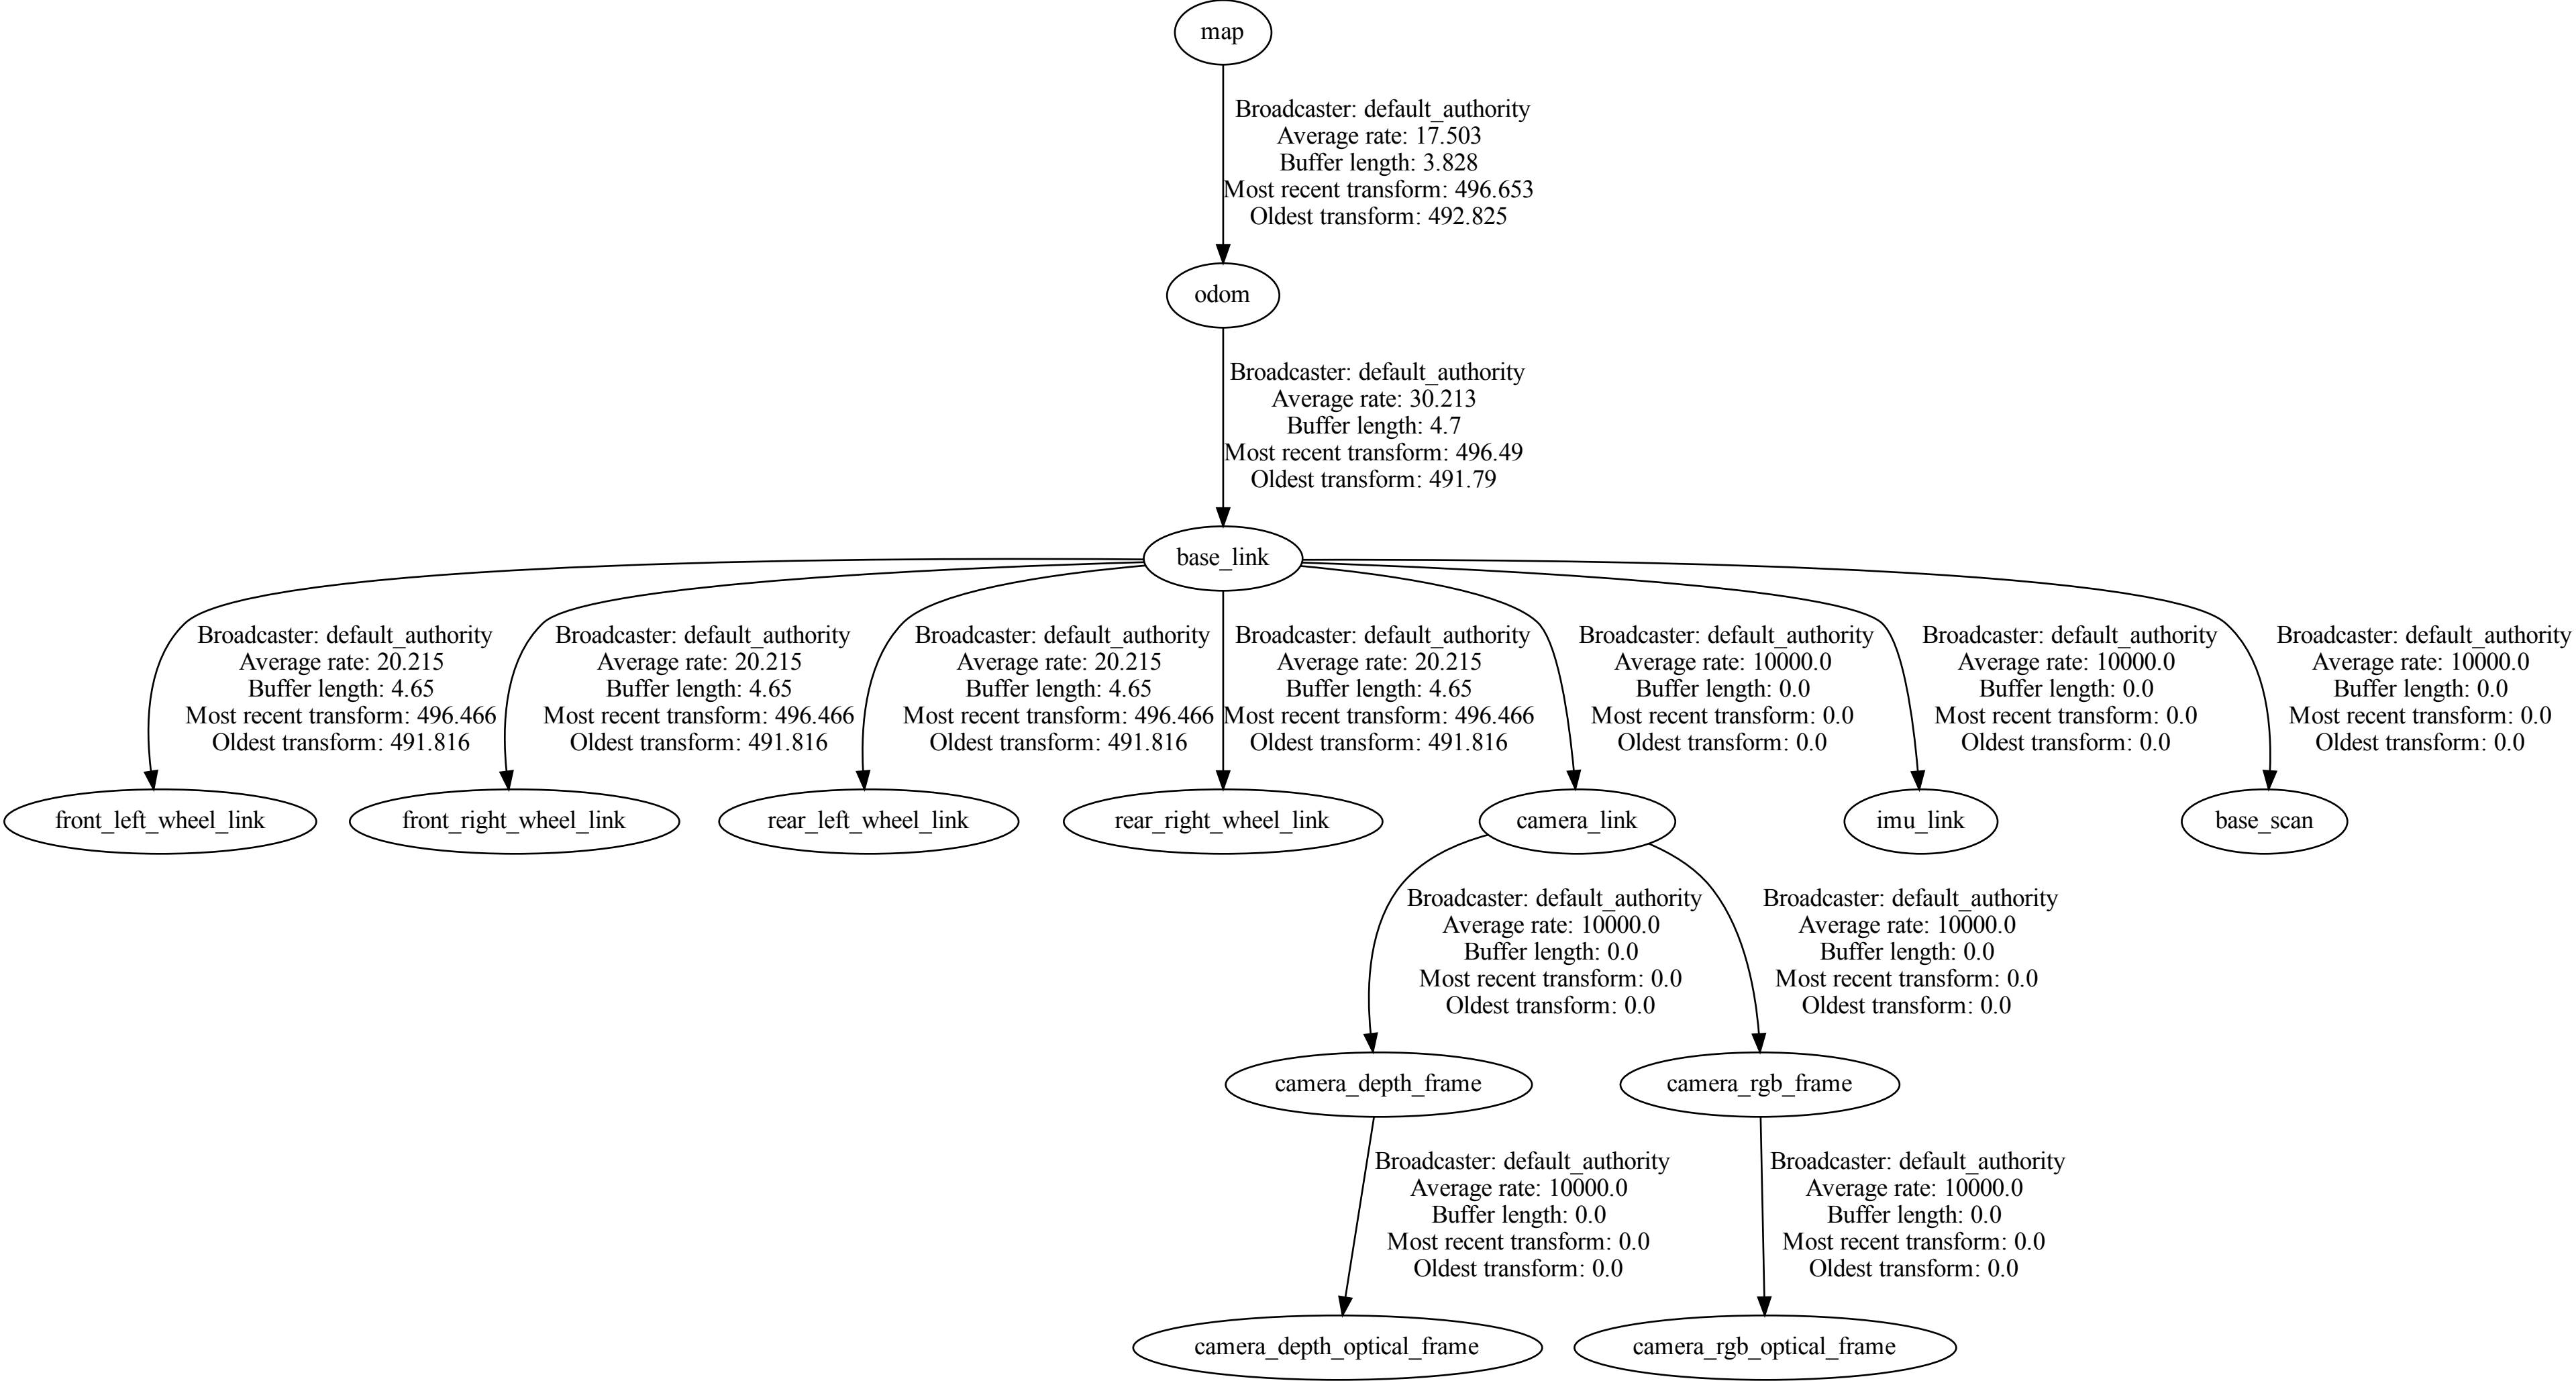 map
Broadcaster: default_authority
Average rate: 17.503
Buffer length: 3.828
Most recent transform: 496.653
Oldest transform: 492.825
odom
Broadcaster: default_authority
Average rate: 30.213
Buffer length: 4.7
Most recent transform: 496.49
Oldest transform: 491.79
base_link
Broadcaster: default_authority
Average rate: 20.215
Buffer length: 4.65
Most recent transform: 496.466
Oldest transform: 491.816
Broadcaster: default_authority
Average rate: 20.215
Buffer length: 4.65
Most recent transform: 496.466
Oldest transform: 491.816
Broadcaster: default_authority
Average rate: 20.215
Buffer length: 4.65
Most recent transform: 496.466
Oldest transform: 491.816
Broadcaster: default_authority
Average rate: 20.215
Buffer length: 4.65
Most recent transform: 496.466
Oldest transform: 491.816
Broadcaster: default_authority
Average rate: 10000.0
Buffer length: 0.0
Most recent transform: 0.0
Oldest transform: 0.0
Broadcaster: default_authority
Average rate: 10000.0
Buffer length: 0.0
Most recent transform: 0.0
Oldest transform: 0.0
Broadcaster: default_authority
Average rate: 10000.0
Buffer length: 0.0
Most recent transform: 0.0
Oldest transform: 0.0
front_left_wheel_link
front_right_wheel_link
rear_left_wheel_link
rear_right_wheel_link
camera_link
imu_link
base_scan
Broadcaster: default_authority
Average rate: 10000.0
Buffer length: 0.0
Most recent transform: 0.0
Oldest transform: 0.0
Broadcaster: default_authority
Average rate: 10000.0
Buffer length: 0.0
Most recent transform: 0.0
Oldest transform: 0.0
camera_depth_frame
camera_rgb_frame
Broadcaster: default_authority
Average rate: 10000.0
Buffer length: 0.0
Most recent transform: 0.0
Oldest transform: 0.0
Broadcaster: default_authority
Average rate: 10000.0
Buffer length: 0.0
Most recent transform: 0.0
Oldest transform: 0.0
camera_depth_optical_frame
camera_rgb_optical_frame